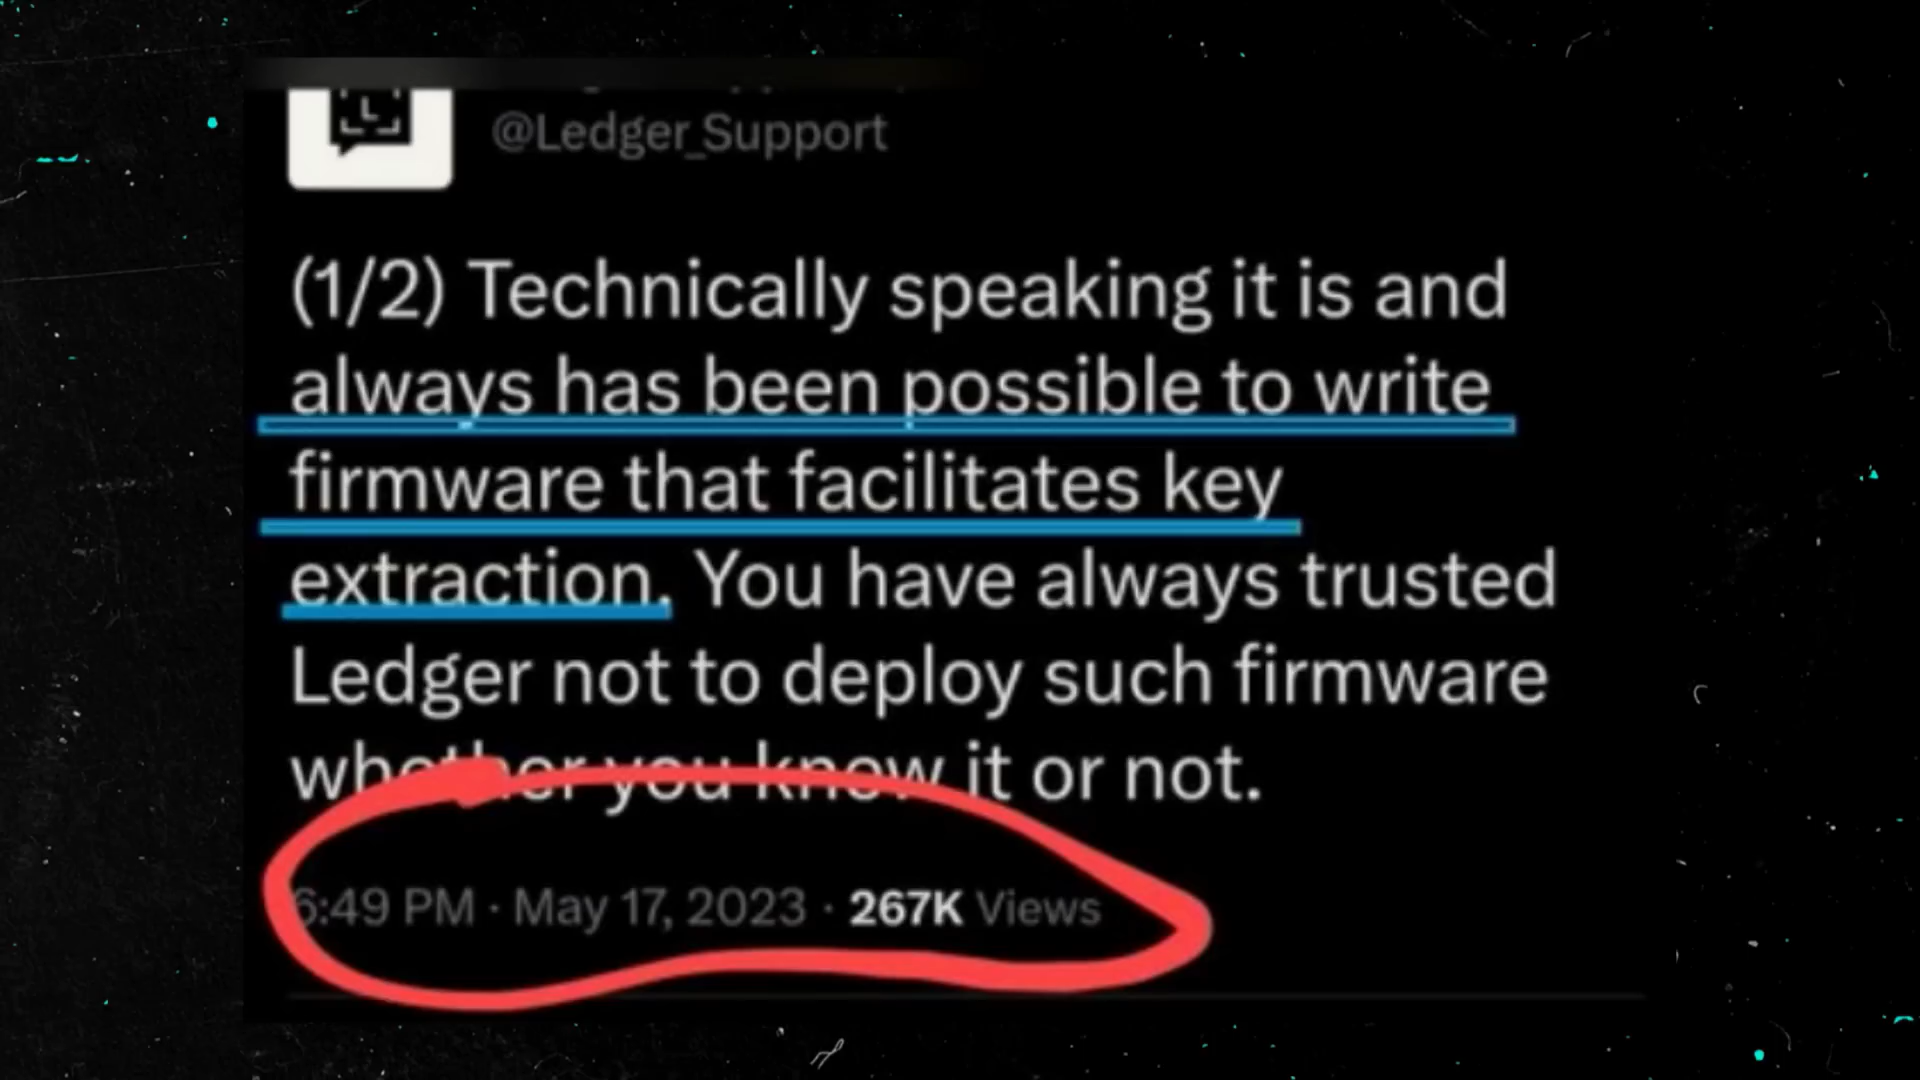 @Ledger_Support
(1/2) Technically speaking it is and
always has been possible to write
firmware that facilitates key
extraction. You have always trusted
Ledger not to deploy such firmware
whether you knew it or not.
6:49 PM · May 17, 2023 · 267K Views